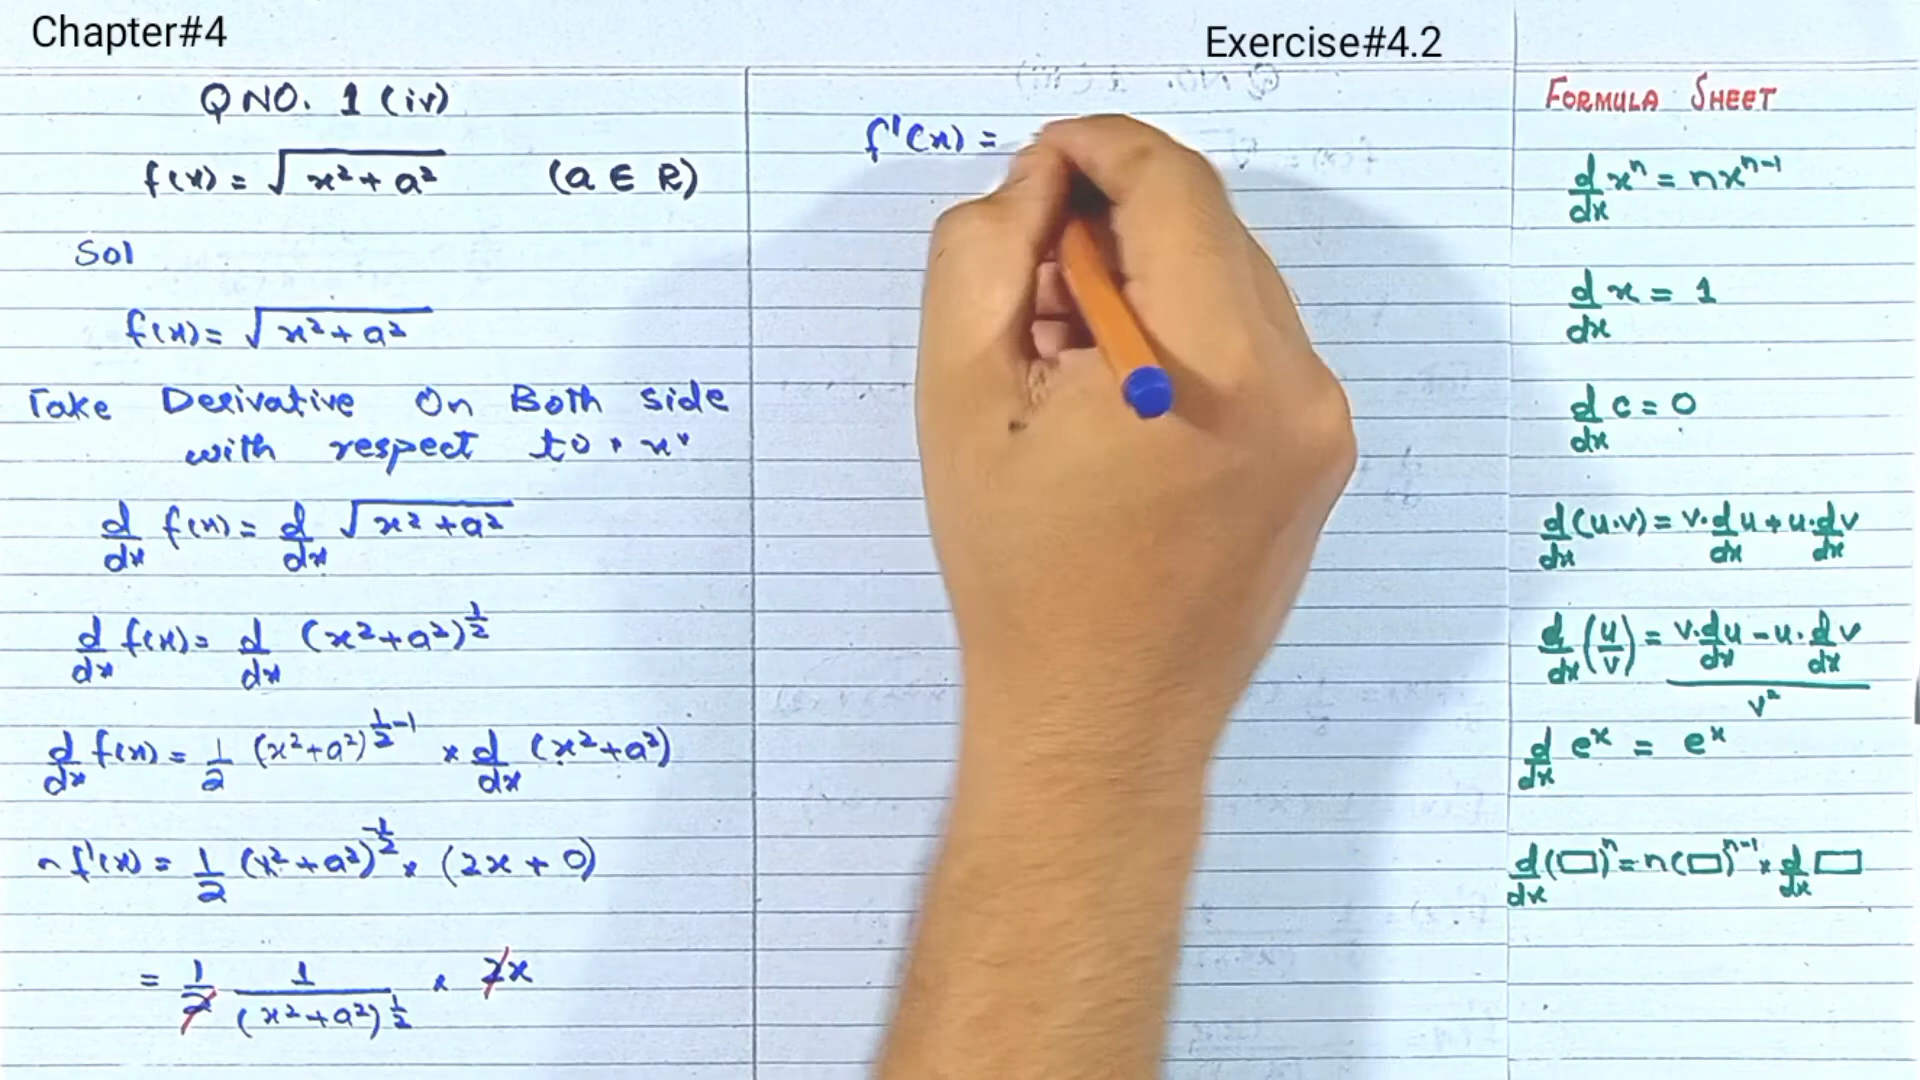 Chapter#4
Exercise#4.2
Q NO. 1 (iv)
f(x) = √(x² + a²) (a ∈ R)
Sol
f(x) = √(x² + a²)
Take Derivative On Both side
with respect to "x"
d/dx f(x) = d/dx √(x² + a²)
d/dx f(x) = d/dx (x² + a²)^(1/2)
d/dx f(x) = 1/2 (x² + a²)^(1/2 - 1) × d/dx (x² + a²)
f'(x) = 1/2 (x² + a²)^(-1/2) × (2x + 0)
= 1/2 1/(x² + a²)^(1/2) × 2x
f'(x) =
FORMULA SHEET
d/dx xⁿ = nxⁿ⁻¹
d/dx x = 1
d/dx c = 0
d/dx (u·v) = v·d/dx u + u·d/dx v
d/dx (u/v) = (v·d/dx u - u·d/dx v)/v²
d/dx eˣ = eˣ
d/dx (□)ⁿ = n(□)ⁿ⁻¹ × d/dx □